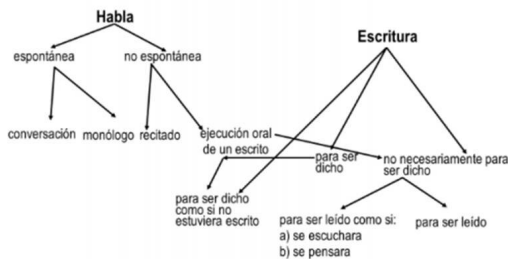 Habla
Escritura
espontánea
no espontánea
conversación
monólogo
recitado
ejecución oral
de un escrito
para ser
dicho
no necesariamente para
ser dicho
para ser dicho
como si no
estuviera escrito
para ser leído como si:
a) se escuchara
b) se pensara
para ser leído